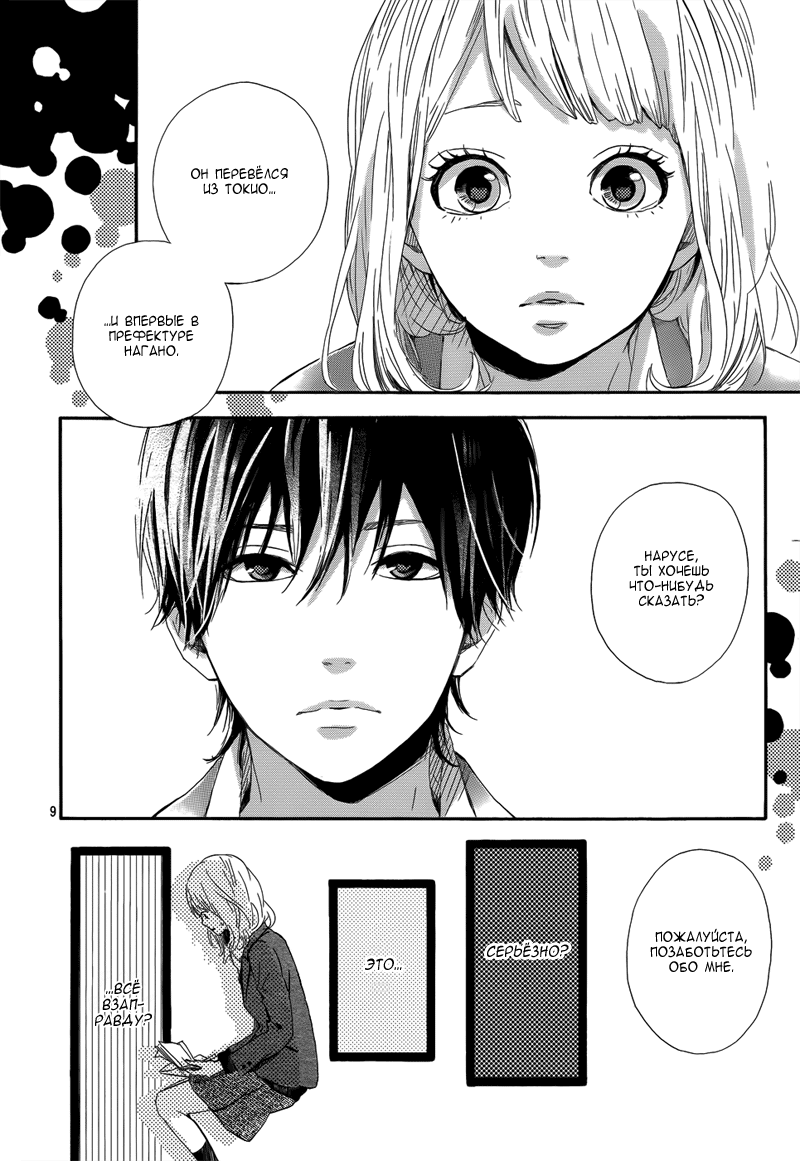 ОН ПЕРЕВЁЛСЯ
ИЗ ТОКИО...
...И ВПЕРВЫЕ В
ПРЕФЕКТУРЕ
НАГАНО.
НАРУСЕ,
ТЫ ХОЧЕШЬ
ЧТО-НИБУДЬ
СКАЗАТЬ?
9
ПОЖАЛУЙСТА,
ПОЗАБОТЬТЕСЬ
ОБО МНЕ.
СЕРЬЁЗНО?
ЭТО...
...ВСЁ
ВЗАП-
РАВДУ?